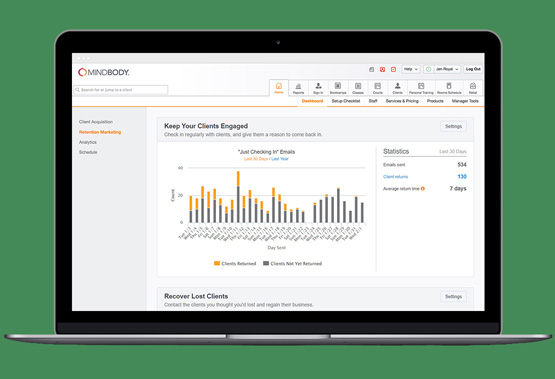 MINDBODY
Help
Jen Royal
Log Out
Search for or jump to a client
Home
Reports
Sign In
Classes
Clients
Personal Training
Rooms Schedule
Retail
Dashboard
Setup Checklist
Staff
Services & Pricing
Products
Manager Tools
Client Acquisition
Retention Marketing
Analytics
Schedule
Keep Your Clients Engaged
Settings
Check in regularly with clients, and give them a reason to come back in.
"Just Checking In" Emails
Last 30 Days / Last Year
40
20
0
Count
Day Sent
Clients Returned
Clients Not Yet Returned
Statistics
Last 30 Days
Emails sent
534
Client returns
130
Average return time
7 days
Recover Lost Clients
Settings
Contact the clients you thought you'd lost and regain their business.